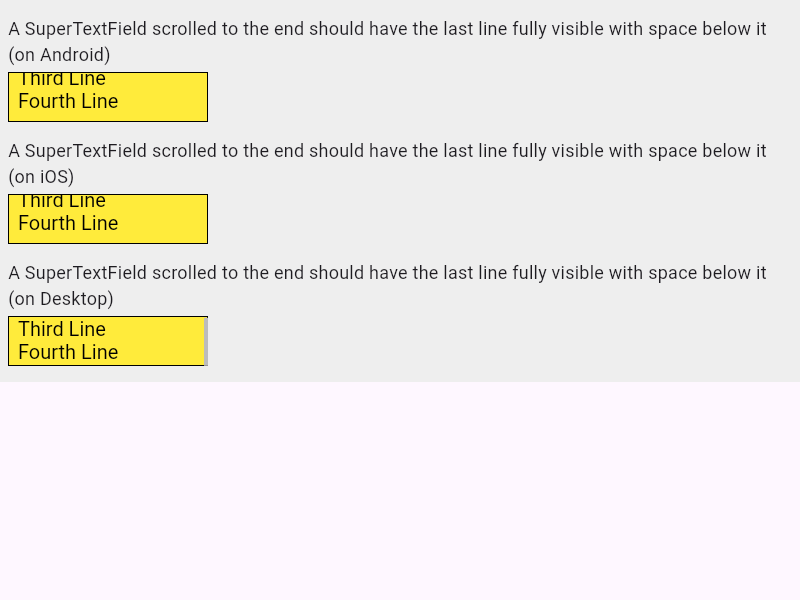 A SuperTextField scrolled to the end should have the last line fully visible with space below it
(on Android)
Third Line
Fourth Line
A SuperTextField scrolled to the end should have the last line fully visible with space below it
(on iOS)
Third Line
Fourth Line
A SuperTextField scrolled to the end should have the last line fully visible with space below it
(on Desktop)
Third Line
Fourth Line